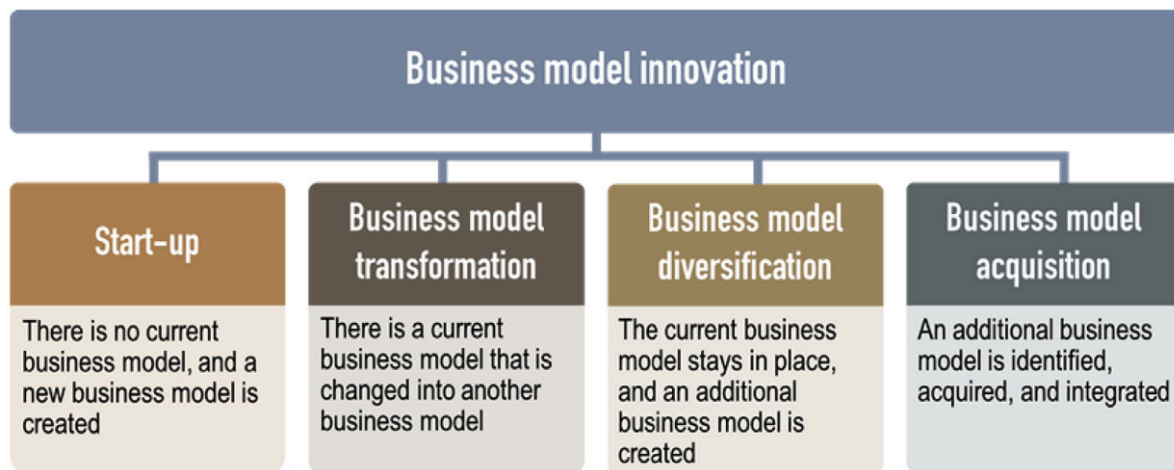 Business model innovation
Start-up
There is no current
business model, and a
new business model is
created
Business model
transformation
There is a current
business model that is
changed into another
business model
Business model
diversification
The current business
model stays in place,
and an additional
business model is
created
Business model
acquisition
An additional business
model is identified,
acquired, and integrated